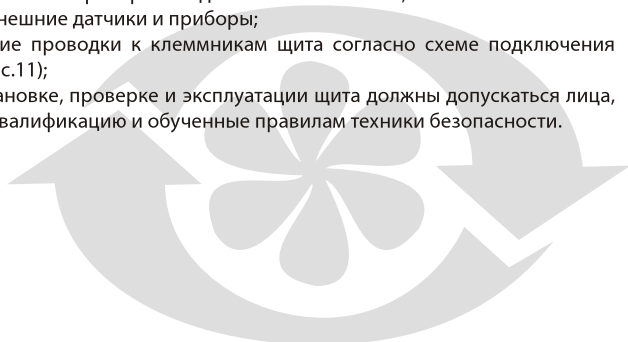 нешние датчики и приборы;
ие проводки к клеммникам щита согласно схеме подключения
с.11);
ановке, проверке и эксплуатации щита должны допускаться лица,
валификацию и обученные правилам техники безопасности.